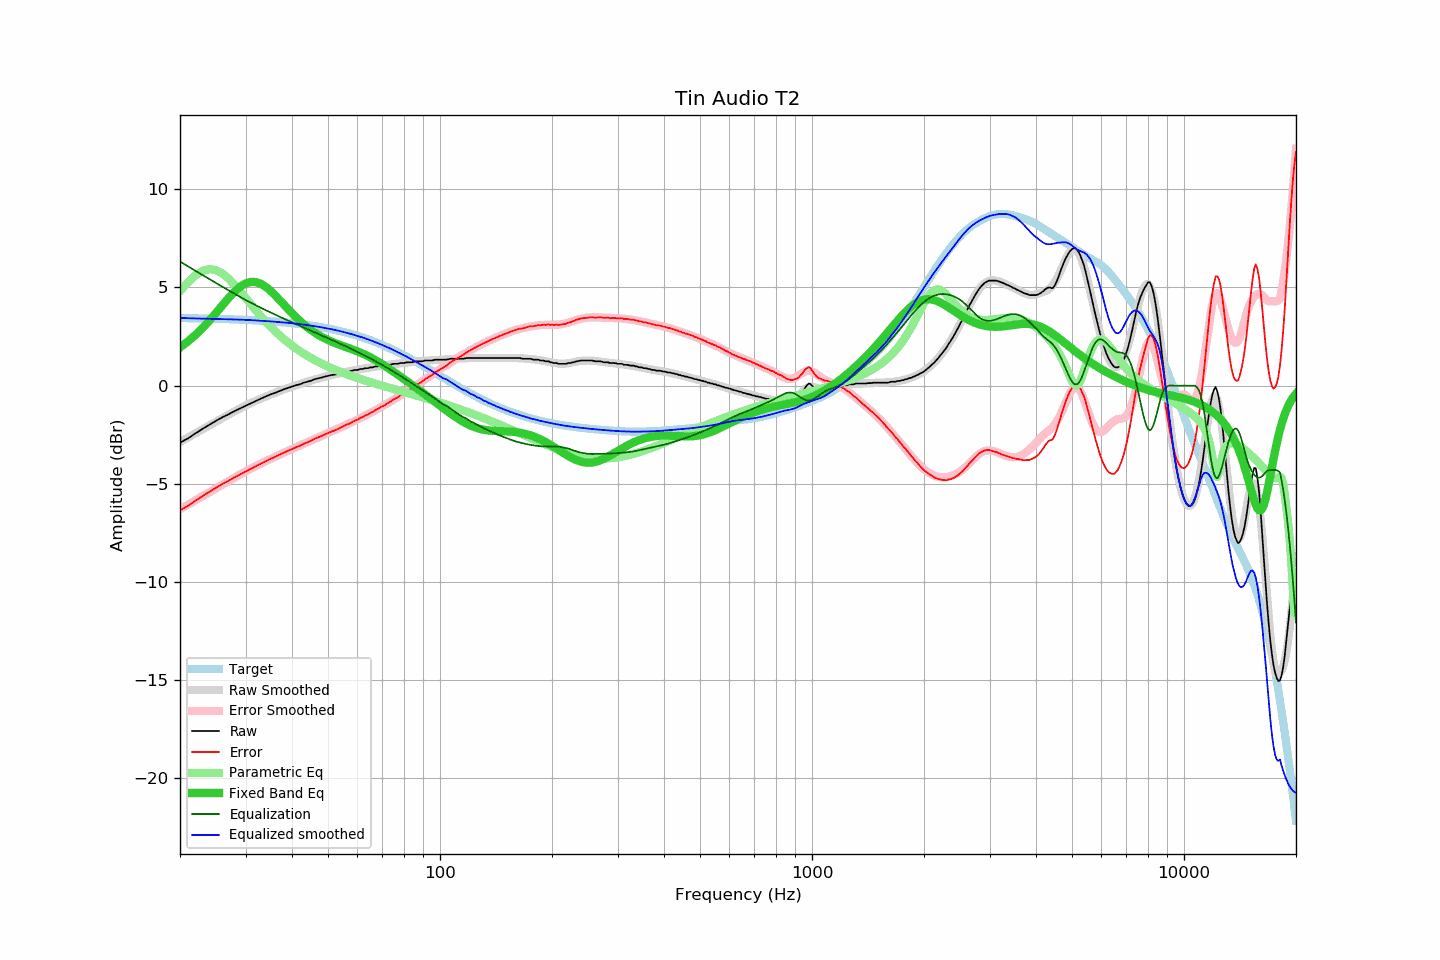 Tin Audio T2
Amplitude (dBr)
10
5
0
−5
−10
−15
−20
Target
Raw Smoothed
Error Smoothed
Raw
Error
Parametric Eq
Fixed Band Eq
Equalization
Equalized smoothed
100
1000
10000
Frequency (Hz)